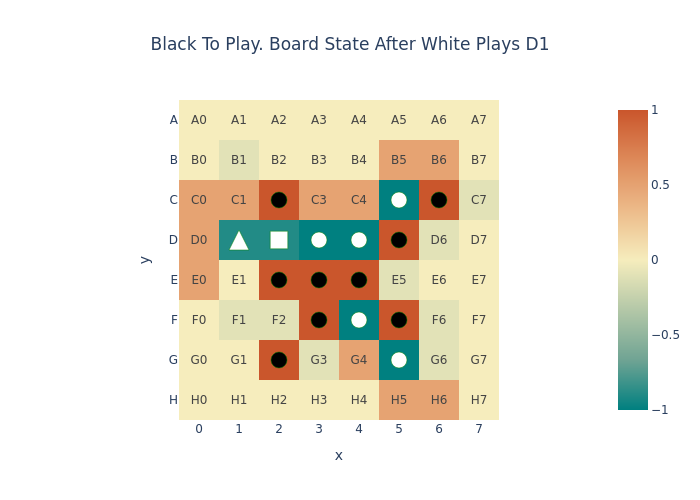 Black To Play. Board State After White Plays D1
A A0 A1 A2 A3 A4 A5 A6 A7
B B0 B1 B2 B3 B4 B5 B6 B7
C C0 C1 C3 C4 C7
D D0 D6 D7
E E0 E1 E5 E6 E7
F F0 F1 F2 F6 F7
G G0 G1 G3 G4 G6 G7
H H0 H1 H2 H3 H4 H5 H6 H7
0 1 2 3 4 5 6 7
x
y
1
0.5
0
−0.5
−1